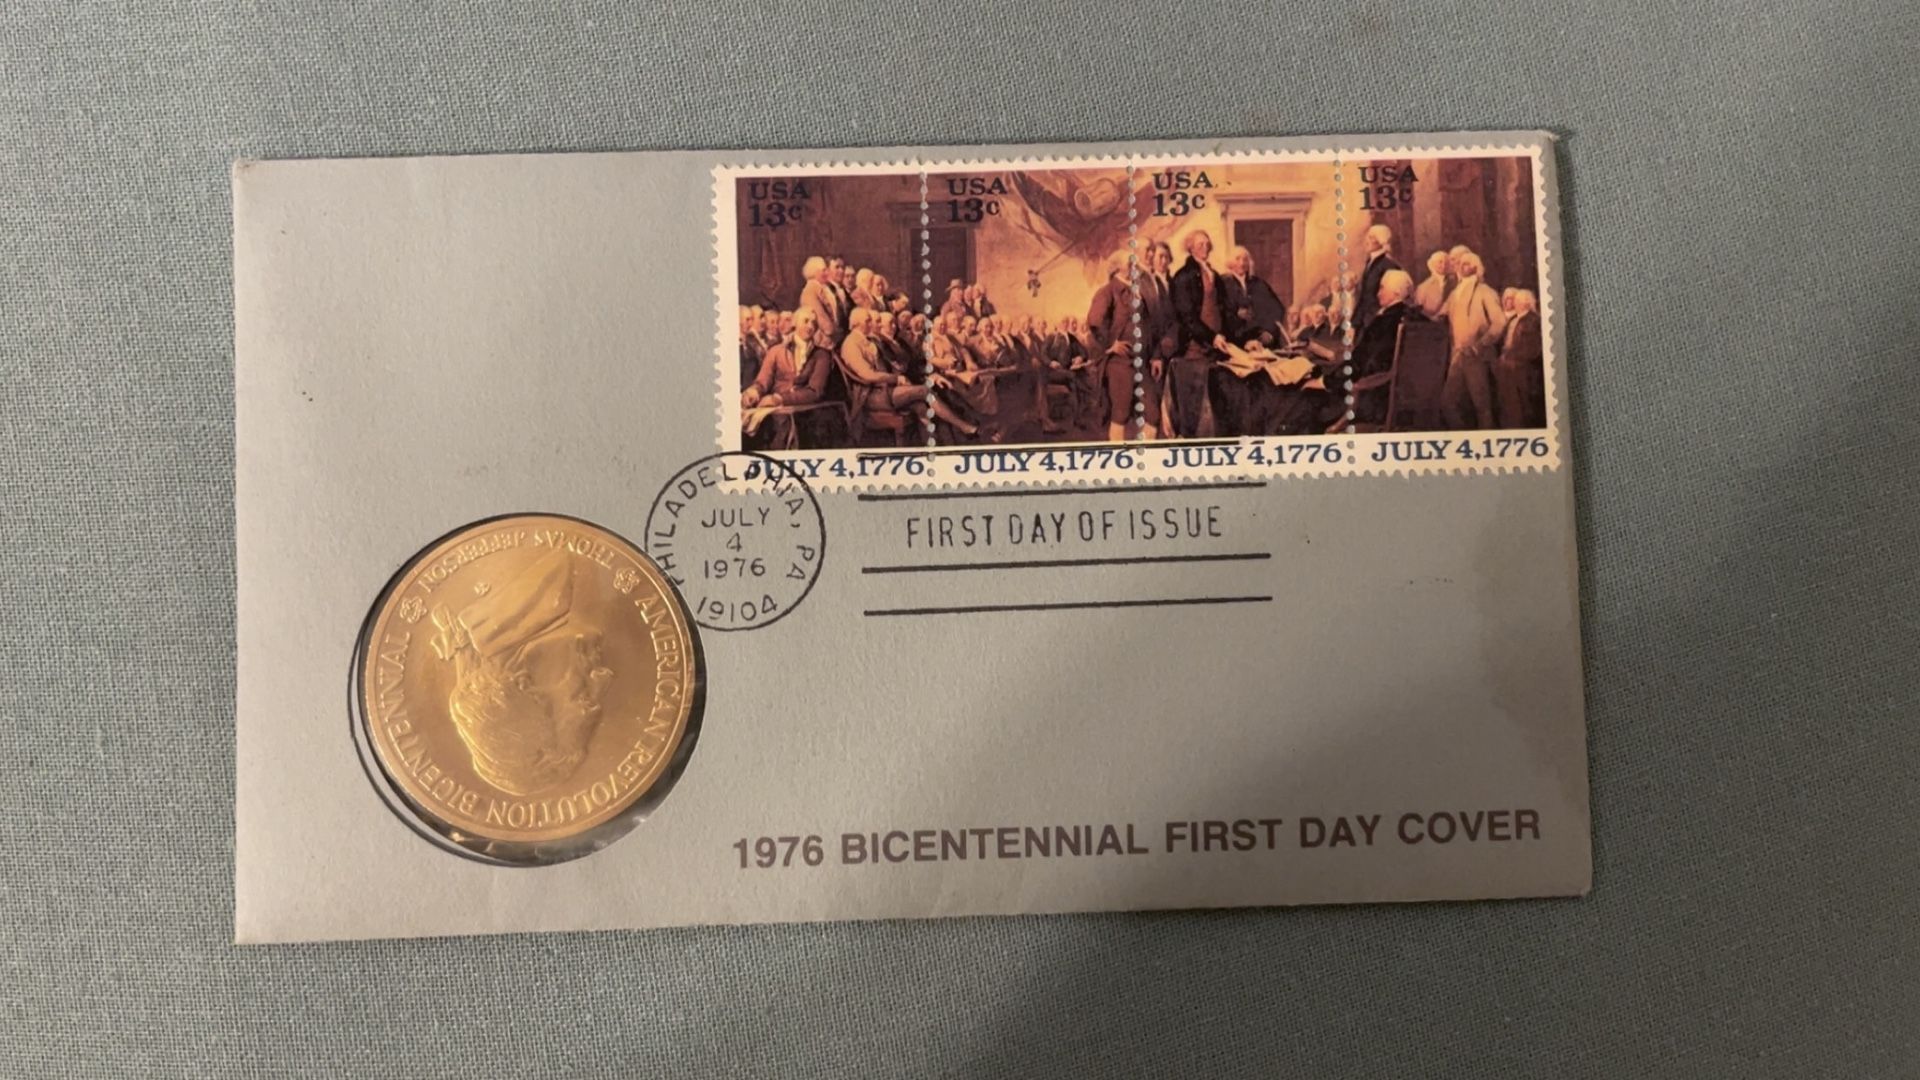 USA
13c
USA
13c
USA
13c
USA
13c
JULY 4,1776
JULY 4,1776
JULY 4,1776
JULY 4,1776
PHILADELPHIA, PA
JULY
4
1976
19104
FIRST DAY OF ISSUE
AMERICAN REVOLUTION BICENTENNIAL
THOMAS JEFFERSON
1976 BICENTENNIAL FIRST DAY COVER